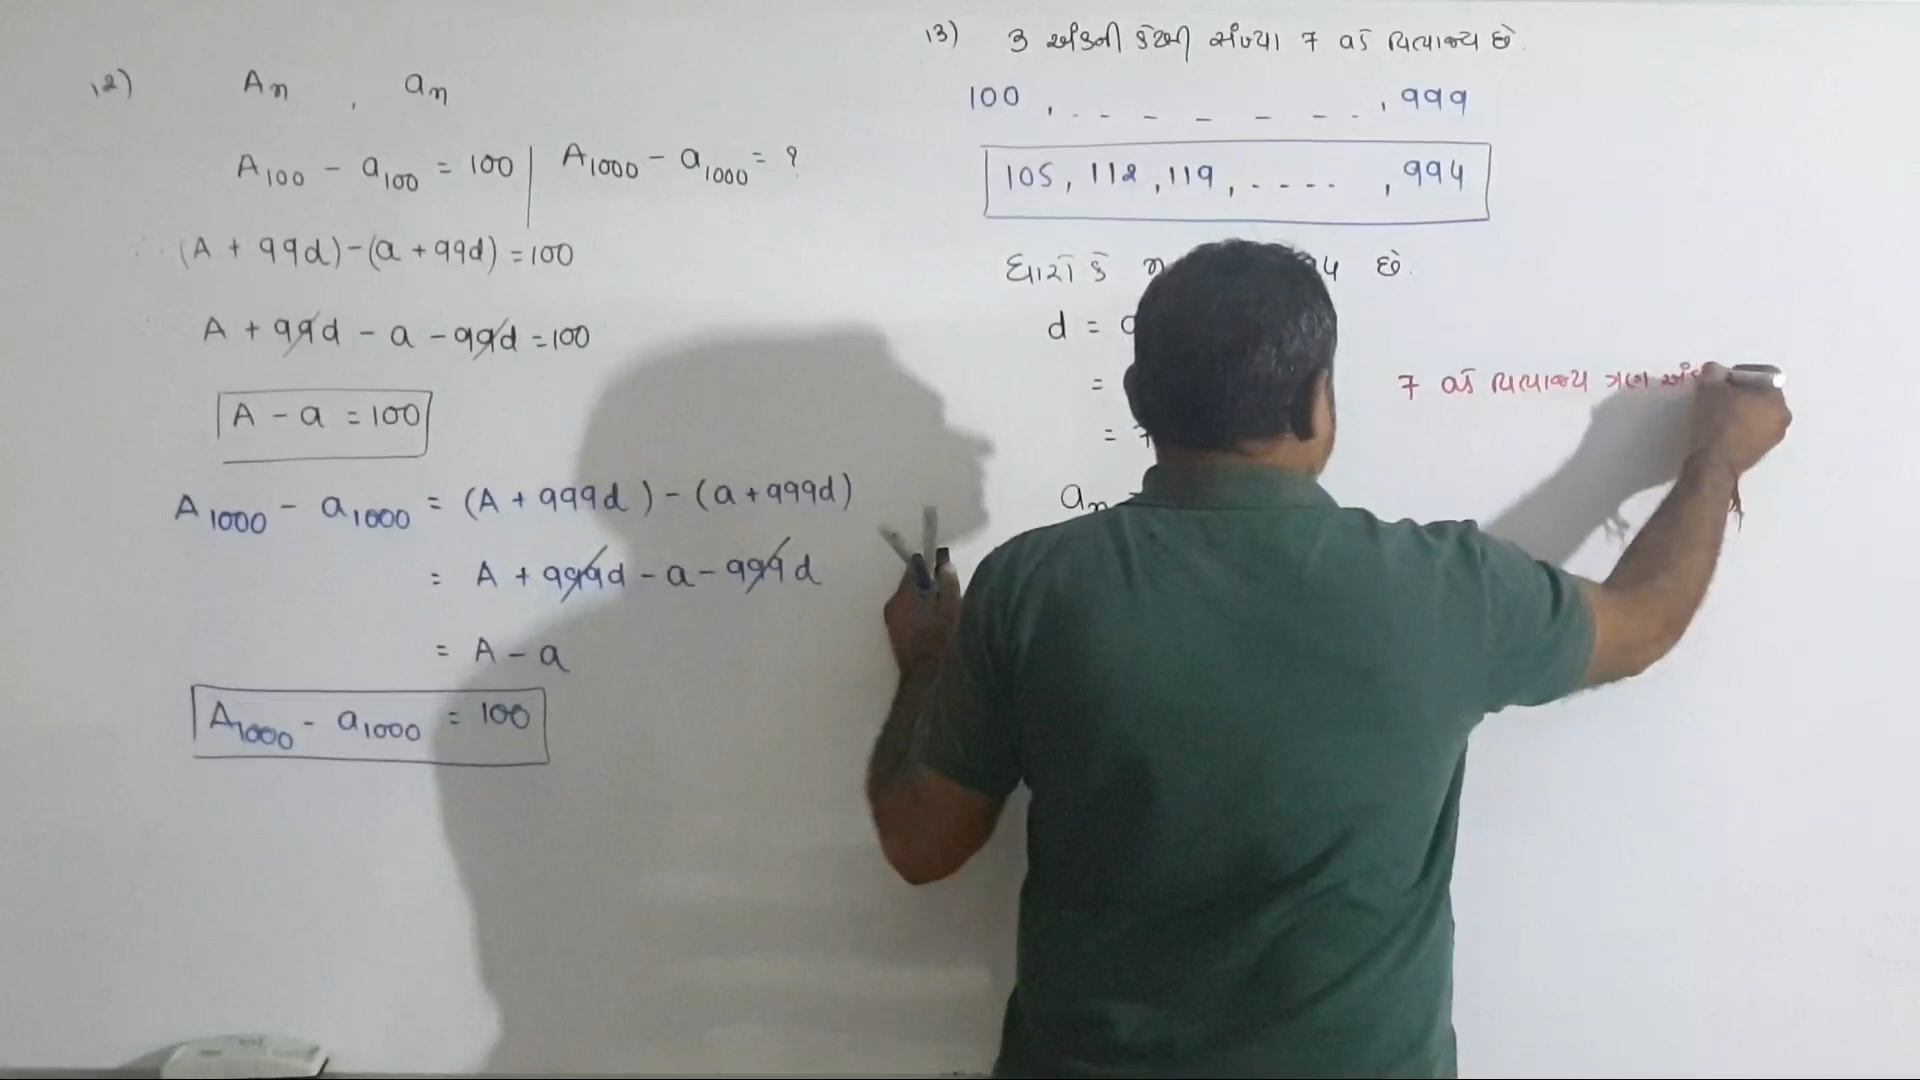 12) An , an
A100 - a100 = 100 | A1000 - a1000 = ?
(A + 99d) - (a + 99d) = 100
A + 99d - a - 99d = 100
A - a = 100
A1000 - a1000 = (A + 999d) - (a + 999d)
= A + 999d - a - 999d
= A - a
A1000 - a1000 = 100
13) 3 અંકની કેટલી સંખ્યા 7 વડે વિભાજ્ય છે.
100 , - - - - - - - , 999
105, 112, 119, . - - - . , 994
ધારો કે છે.
d =
=
= 7
an =
7 વડે વિભાજ્ય ત્રણ